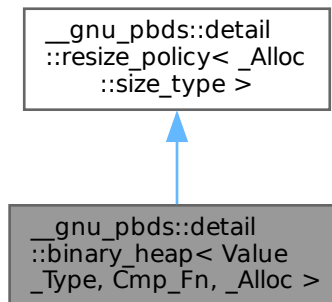 __gnu_pbds::detail
::resize_policy< _Alloc
::size_type >
__gnu_pbds::detail
::binary_heap< Value
_Type, Cmp_Fn, _Alloc >